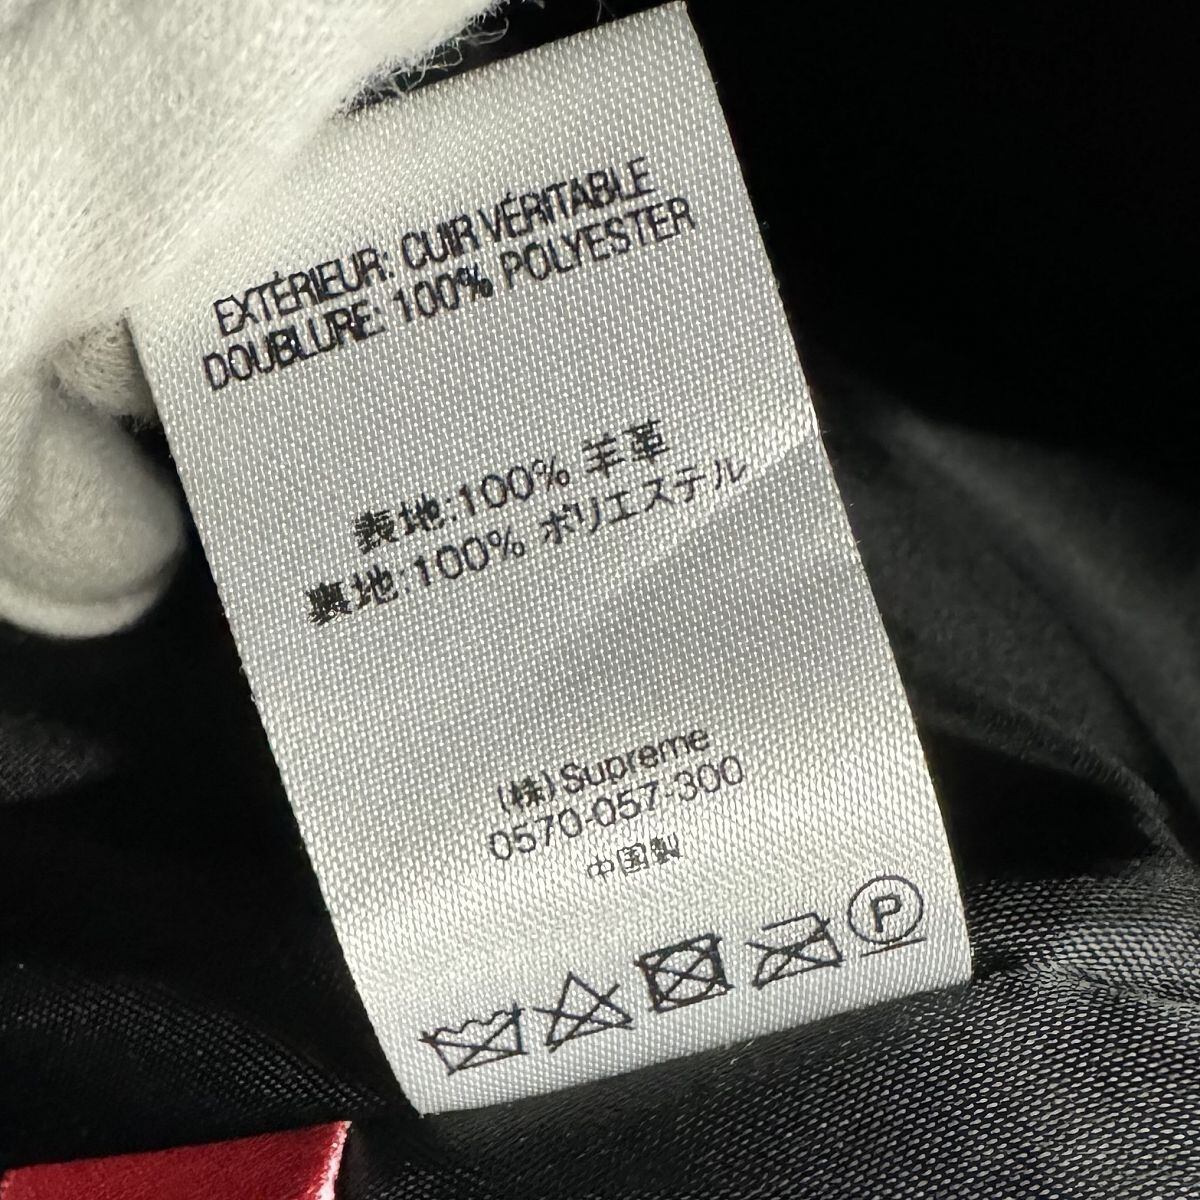 EXTÉRIEUR: CUIR VÉRITABLE
DOUBLURE: 100% POLYESTER
表地:100% 羊革
裏地:100% ポリエステル
(株)Supreme
0570-057-300
中国製
P